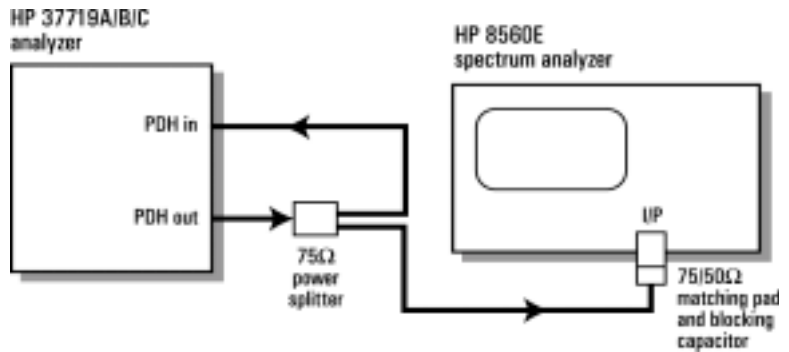 HP 37719A/B/C
analyzer
HP 8560E
spectrum analyzer
PDH in
PDH out
I/P
75Ω
power
splitter
75/50Ω
matching pad
and blocking
capacitor